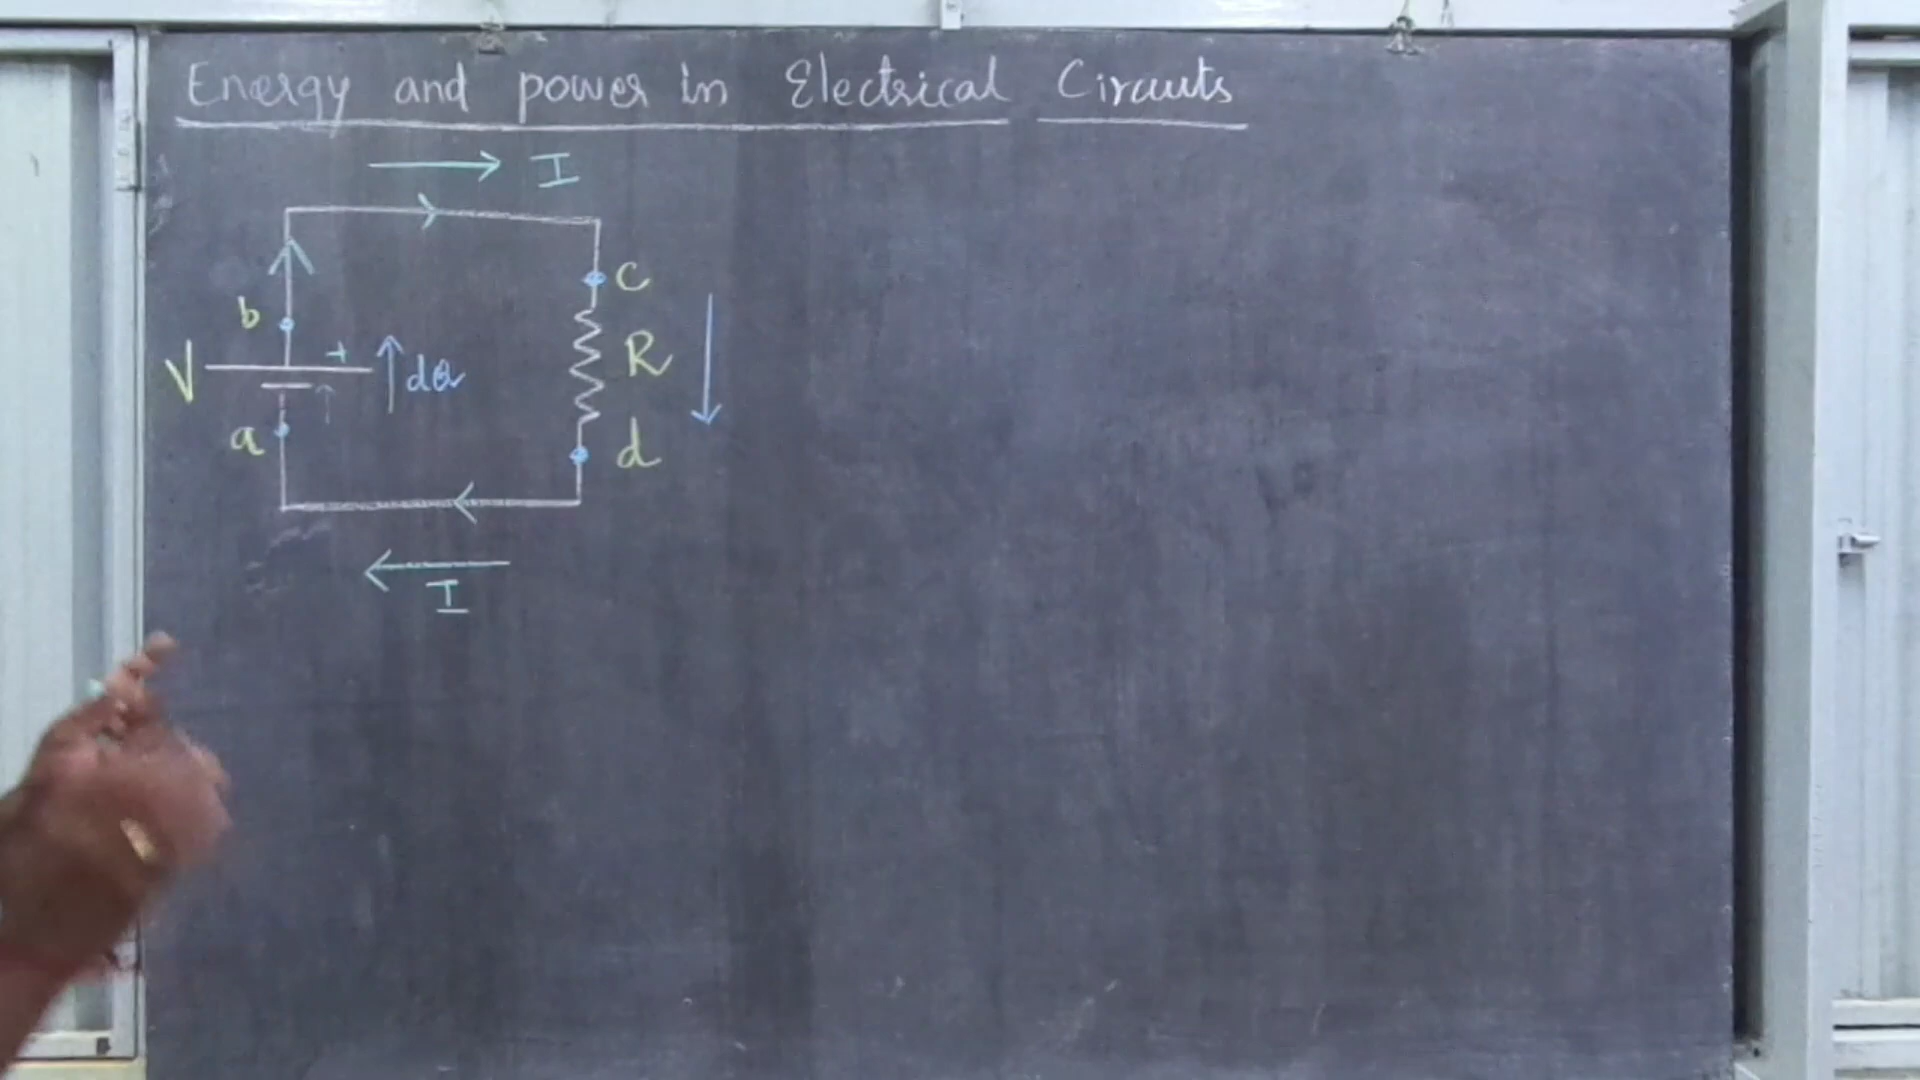 Energy and power in Electrical Circuits
I
b
c
V
+
dQ
R
a
d
I